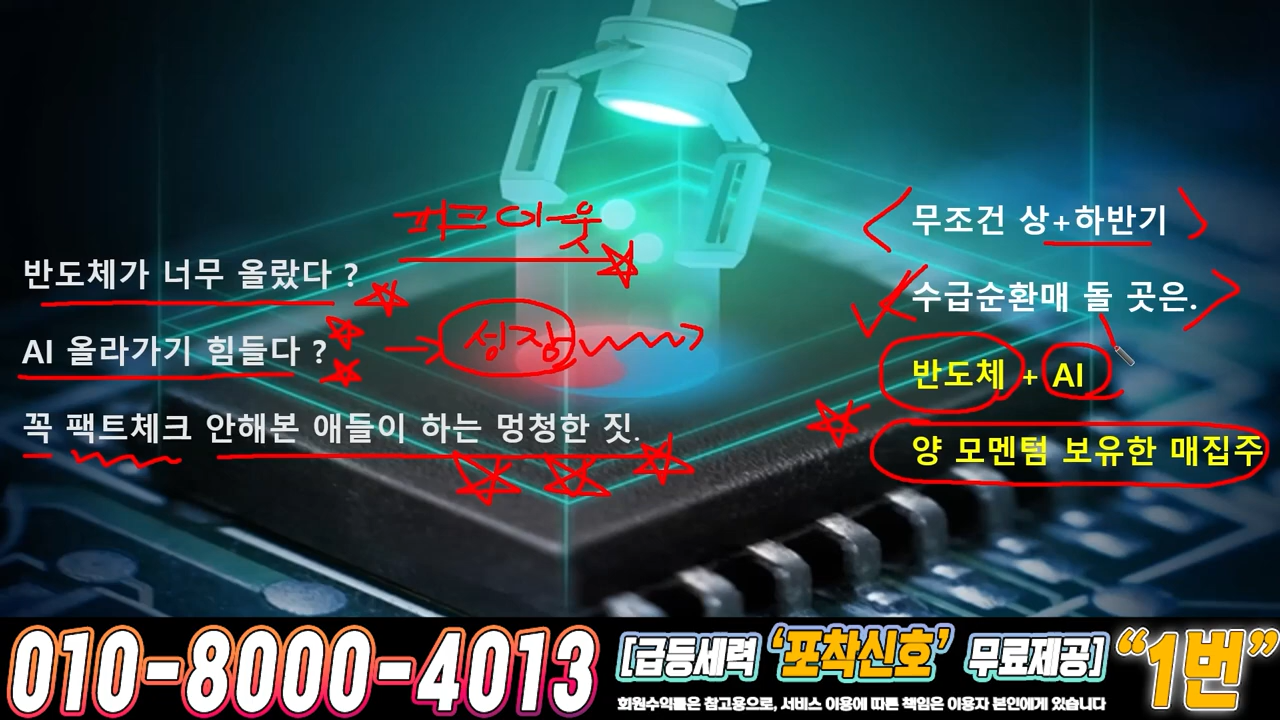 피크아웃
반도체가 너무 올랐다 ?
AI 올라가기 힘들다 ?
성장
꼭 팩트체크 안해본 애들이 하는 멍청한 짓.
무조건 상+하반기
수급순환매 돌 곳은.
반도체 + AI
양 모멘텀 보유한 매집주
010-8000-4013
[급등세력 '포착신호' 무료제공] "1번"
회원수익률은 참고용으로, 서비스 이용에 따른 책임은 이용자 본인에게 있습니다